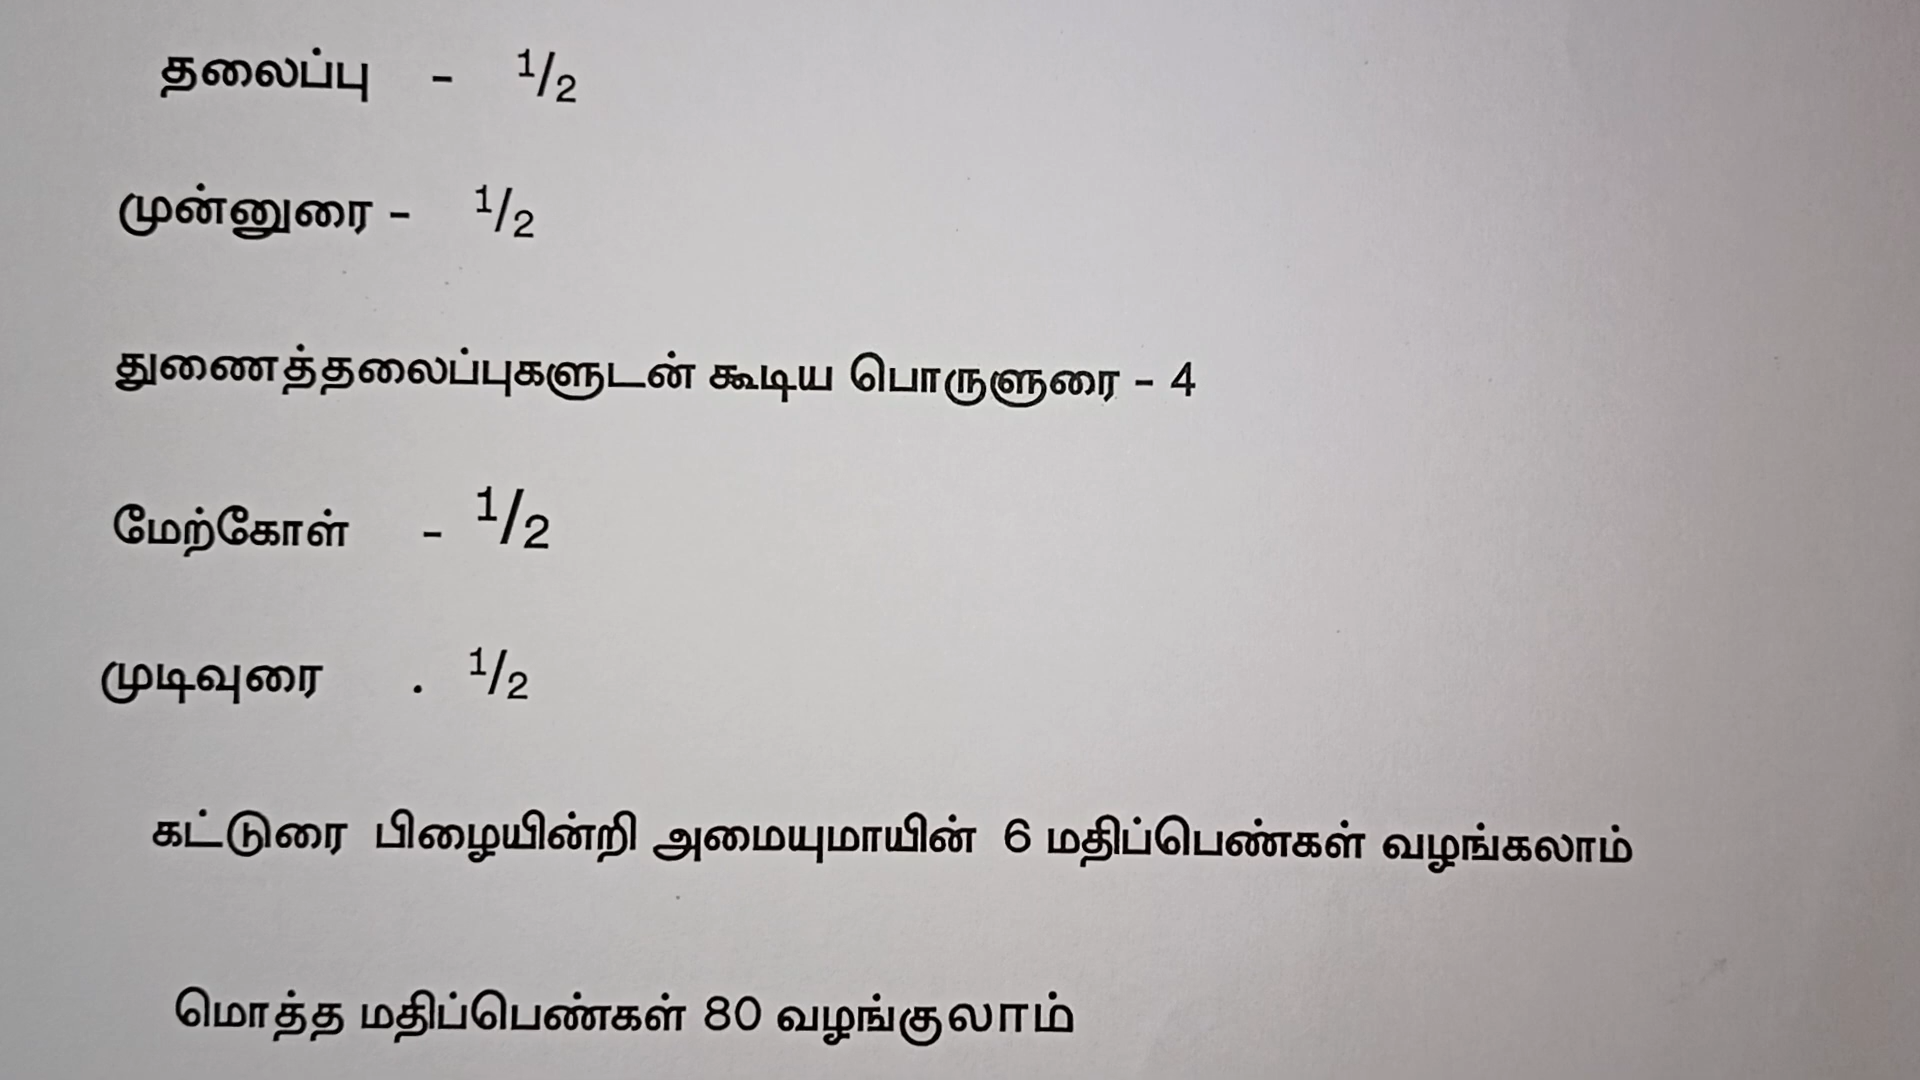 தலைப்பு - 1/2
முன்னுரை - 1/2
துணைத்தலைப்புகளுடன் கூடிய பொருளுரை - 4
மேற்கோள் - 1/2
முடிவுரை . 1/2
கட்டுரை பிழையின்றி அமையுமாயின் 6 மதிப்பெண்கள் வழங்கலாம்
மொத்த மதிப்பெண்கள் 80 வழங்குலாம்